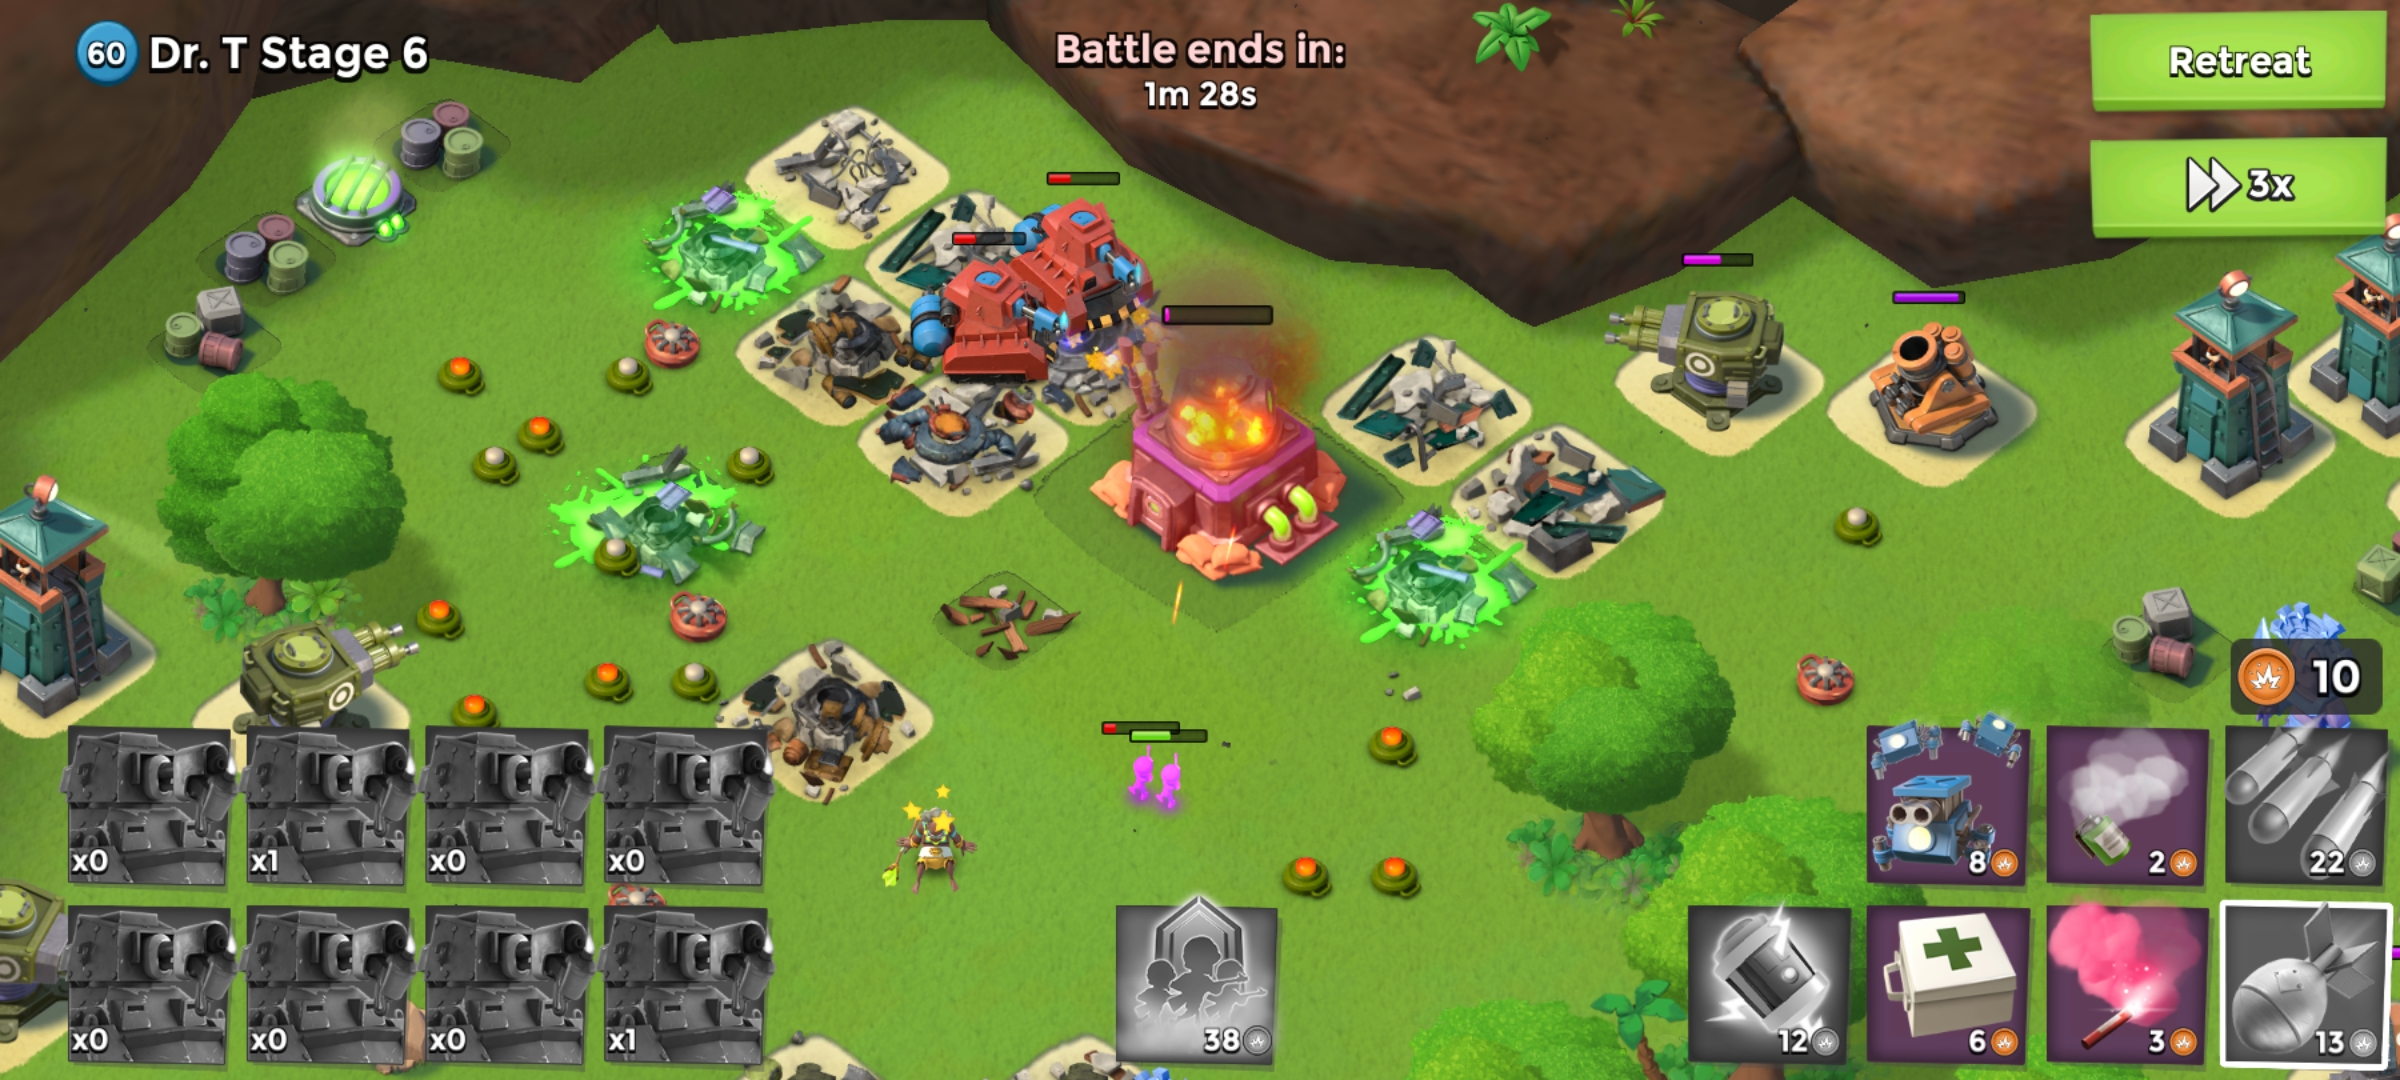 60 Dr. T Stage 6
Battle ends in:
1m 28s
Retreat
3x
10
x0 x1 x0 x0
8 2 22
x0 x0 x0 x1
38
12 6 3 13